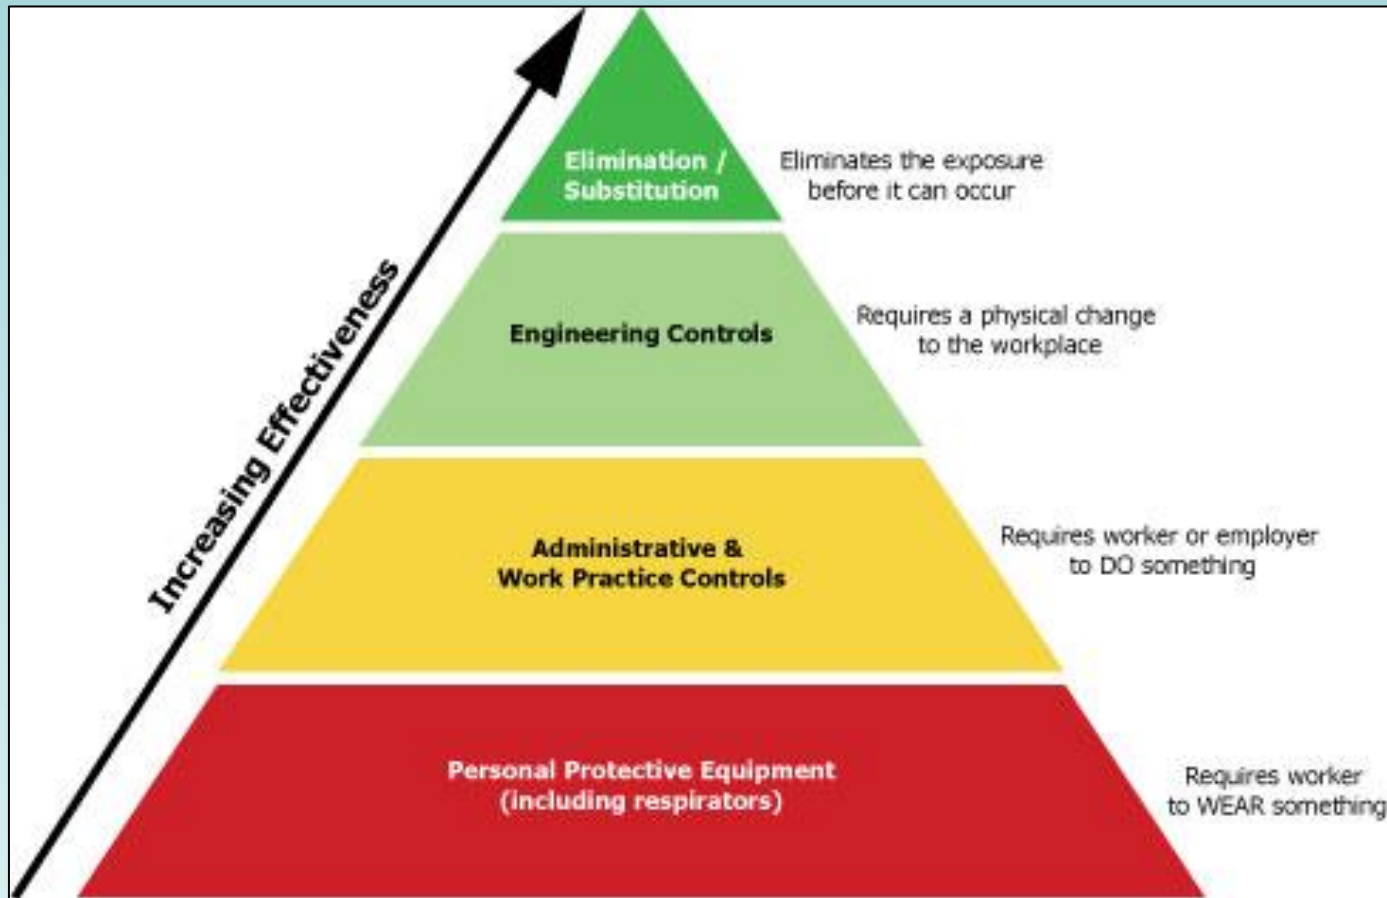 Increasing Effectiveness
Elimination /
Substitution
Eliminates the exposure
before it can occur
Engineering Controls
Requires a physical change
to the workplace
Administrative &
Work Practice Controls
Requires worker or employer
to DO something
Personal Protective Equipment
(including respirators)
Requires worker
to WEAR something